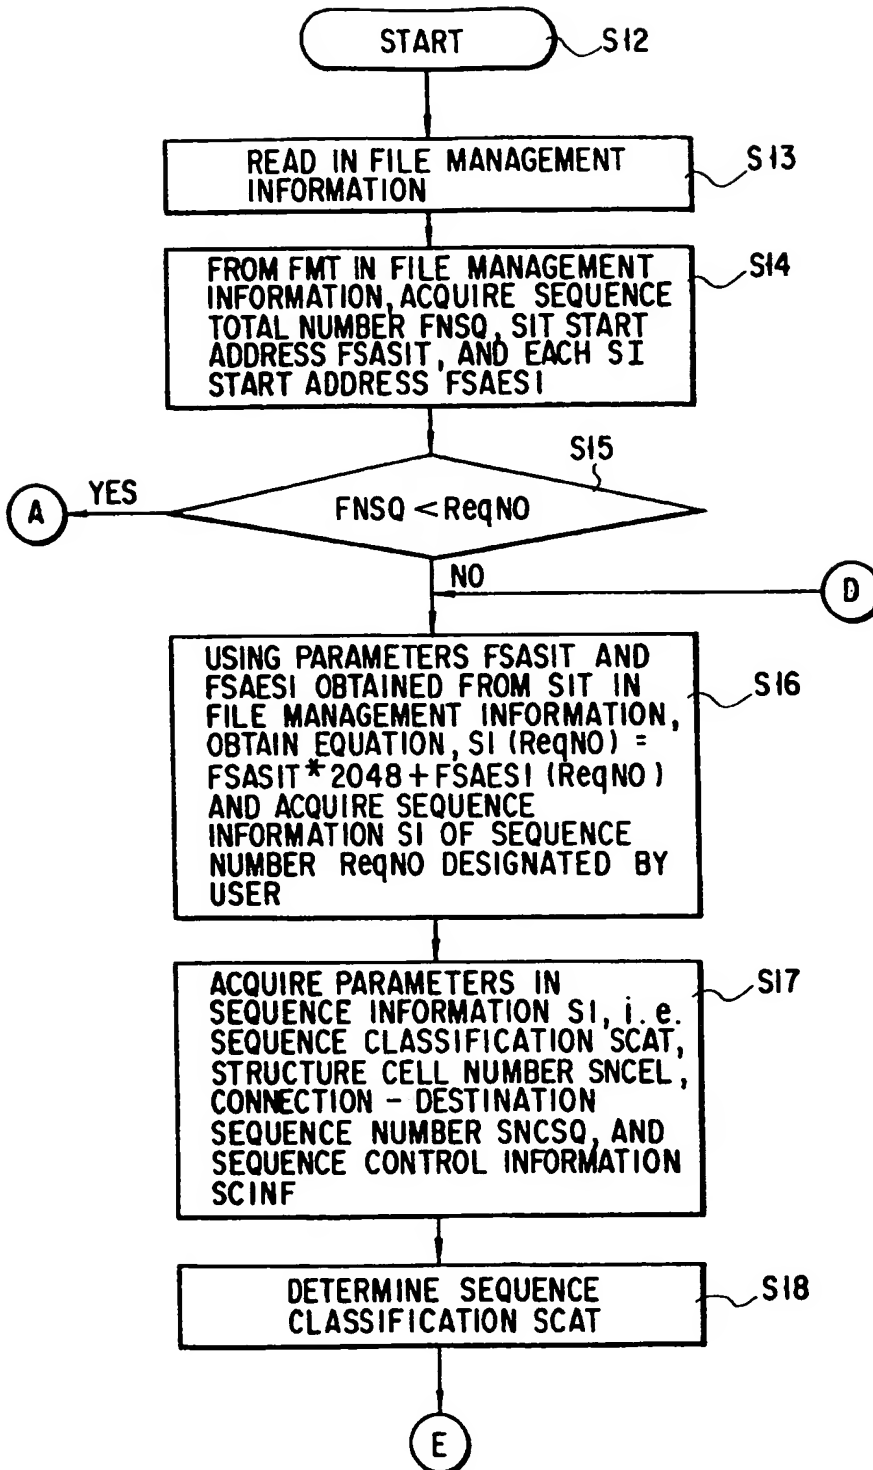 START
S12
READ IN FILE MANAGEMENT
INFORMATION
S13
FROM FMT IN FILE MANAGEMENT
INFORMATION, ACQUIRE SEQUENCE
TOTAL NUMBER FNSQ, SIT START
ADDRESS FSASIT, AND EACH SI
START ADDRESS FSAESI
S14
S15
A
YES
FNSQ < ReqNO
NO
D
USING PARAMETERS FSASIT AND
FSAESI OBTAINED FROM SIT IN
FILE MANAGEMENT INFORMATION,
OBTAIN EQUATION, SI (ReqNO) =
FSASIT * 2048 + FSAESI (ReqNO)
AND ACQUIRE SEQUENCE
INFORMATION SI OF SEQUENCE
NUMBER ReqNO DESIGNATED BY
USER
S16
ACQUIRE PARAMETERS IN
SEQUENCE INFORMATION SI, i.e.
SEQUENCE CLASSIFICATION SCAT,
STRUCTURE CELL NUMBER SNCEL,
CONNECTION - DESTINATION
SEQUENCE NUMBER SNCSQ, AND
SEQUENCE CONTROL INFORMATION
SCINF
S17
DETERMINE SEQUENCE
CLASSIFICATION SCAT
S18
E